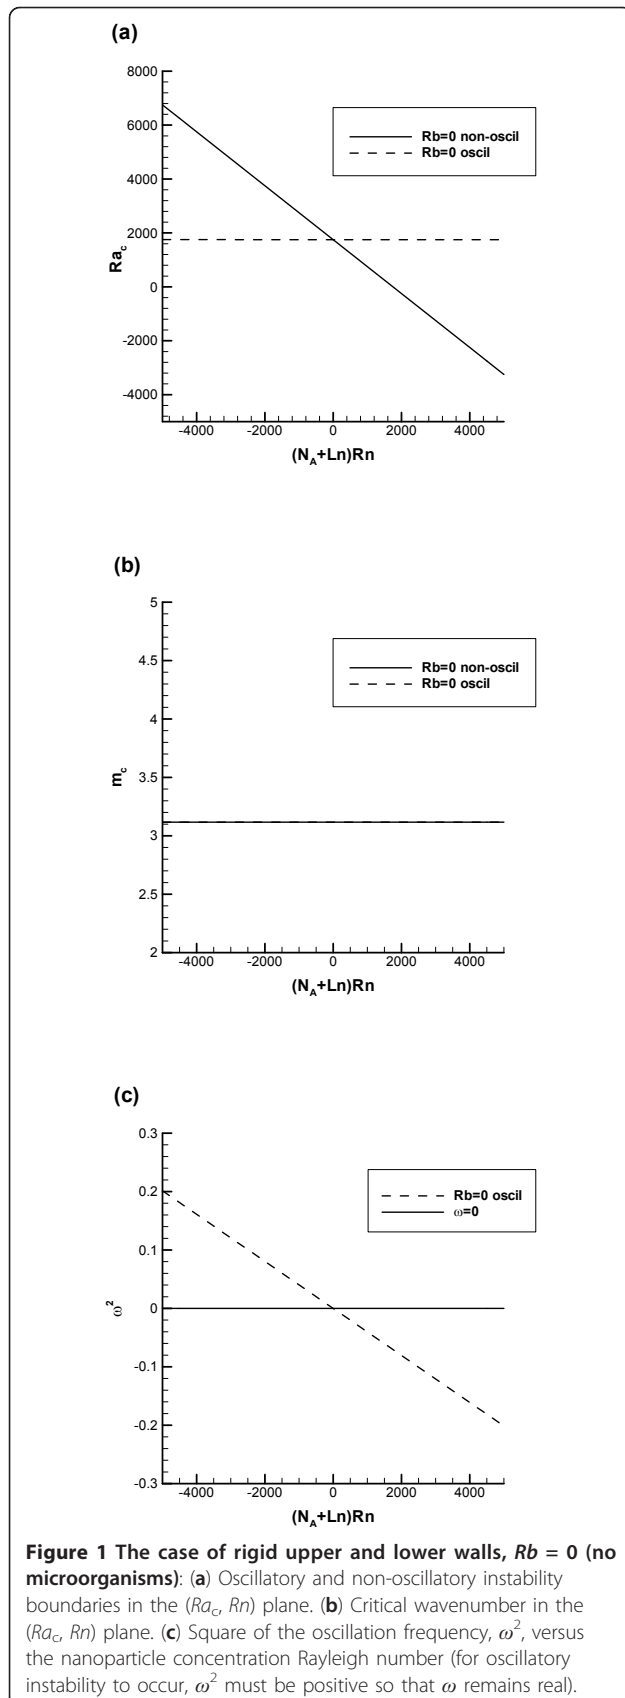 (a)
8000
6000
4000
2000
0
-2000
-4000
Ra_c
Rb=0 non-oscil
Rb=0 oscil
-4000 -2000 0 2000 4000
(N_A+Ln)Rn
(b)
5
4.5
4
3.5
3
2.5
2
m_c
Rb=0 non-oscil
Rb=0 oscil
-4000 -2000 0 2000 4000
(N_A+Ln)Rn
(c)
0.3
0.2
0.1
0
-0.1
-0.2
-0.3
ω²
Rb=0 oscil
ω=0
-4000 -2000 0 2000 4000
(N_A+Ln)Rn
Figure 1 The case of rigid upper and lower walls, Rb = 0 (no
microorganisms): (a) Oscillatory and non-oscillatory instability
boundaries in the (Ra_c, Rn) plane. (b) Critical wavenumber in the
(Ra_c, Rn) plane. (c) Square of the oscillation frequency, ω², versus
the nanoparticle concentration Rayleigh number (for oscillatory
instability to occur, ω² must be positive so that ω remains real).